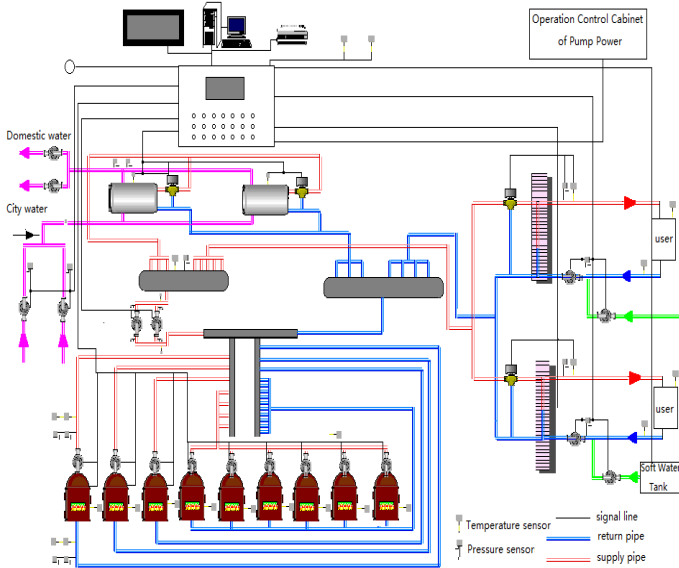 Operation Control Cabinet
of Pump Power
Domestic water
City water
user
user
Soft Water
Tank
Temperature sensor
Pressure sensor
signal line
return pipe
supply pipe